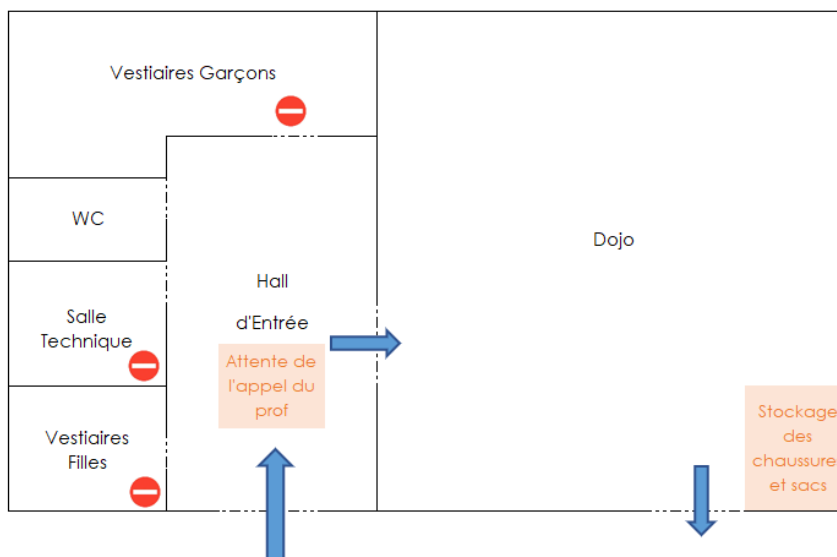 Vestiaires Garçons
WC
Salle
Technique
Vestiaires
Filles
Hall
d'Entrée
Attente de
l'appel du
prof
Dojo
Stockage
des
chaussure
et sacs